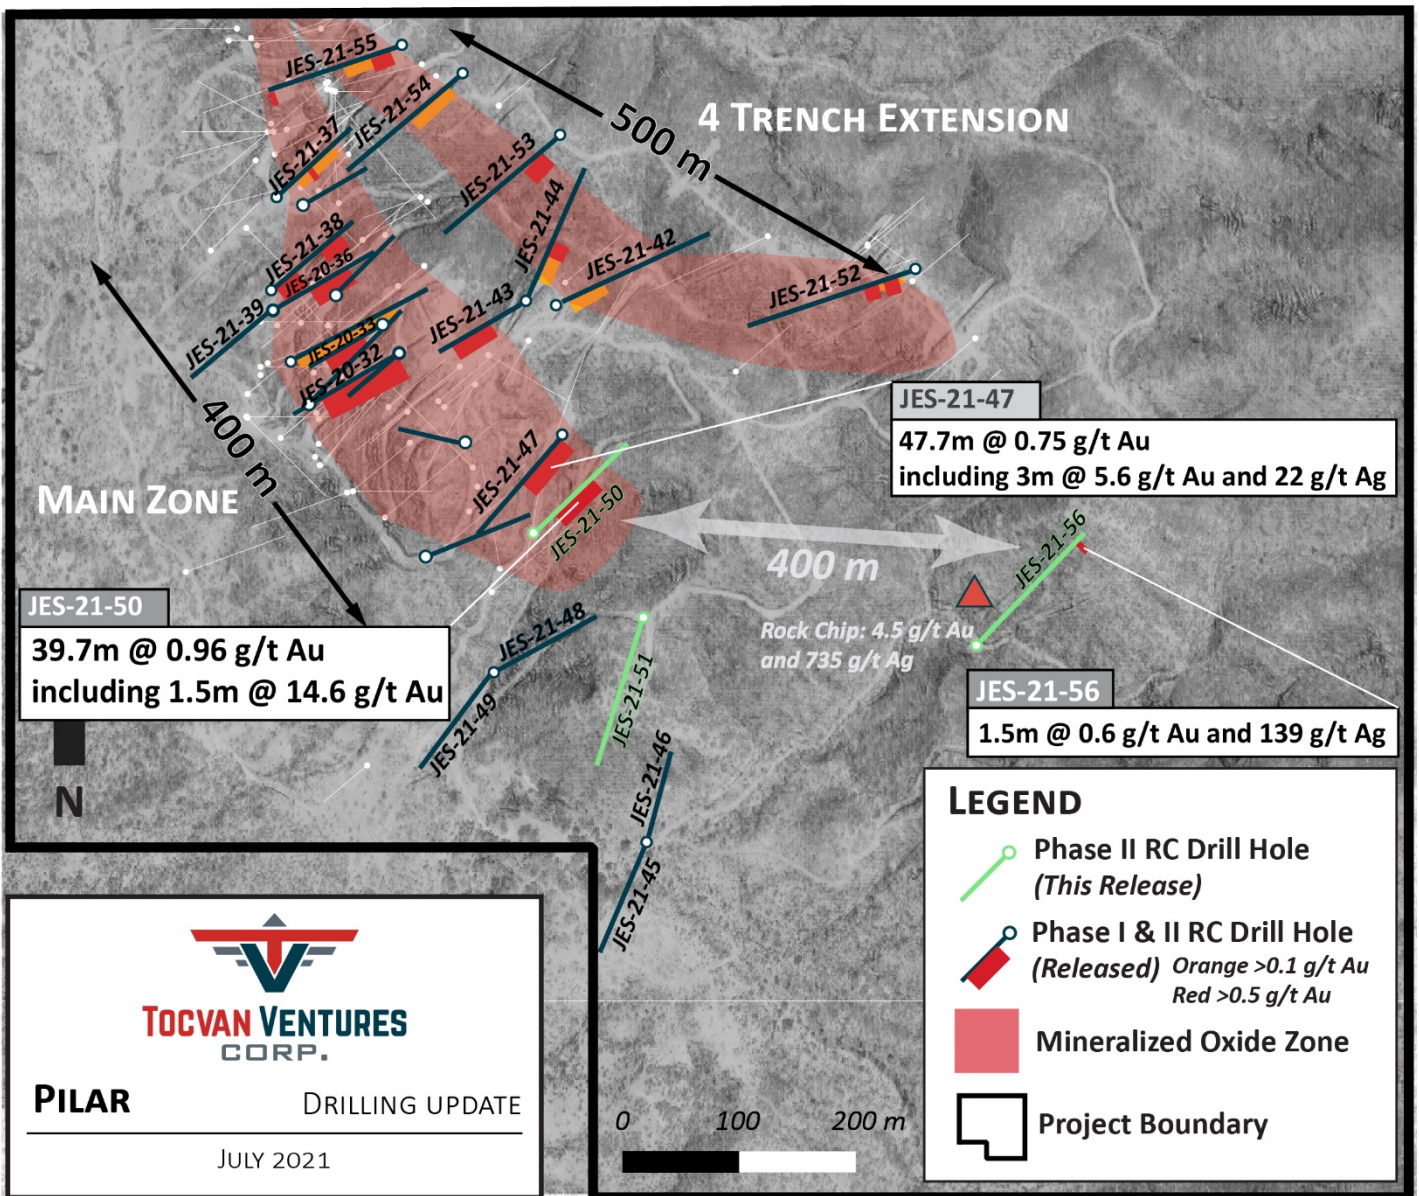 JES-21-55
JES-21-54
JES-21-37
JES-21-53
500 m
4 TRENCH EXTENSION
JES-21-44
JES-21-38
JES-20-36
JES-21-42
JES-21-52
JES-21-39
JES-21-43
JES-20-33
JES-20-32
400 m
MAIN ZONE
JES-21-47
47.7m @ 0.75 g/t Au
including 3m @ 5.6 g/t Au and 22 g/t Ag
JES-21-47
JES-21-50
400 m
JES-21-56
Rock Chip: 4.5 g/t Au
and 735 g/t Ag
JES-21-50
39.7m @ 0.96 g/t Au
including 1.5m @ 14.6 g/t Au
JES-21-48
JES-21-51
JES-21-49
JES-21-56
1.5m @ 0.6 g/t Au and 139 g/t Ag
JES-21-46
JES-21-45
N
LEGEND
Phase II RC Drill Hole
(This Release)
Phase I & II RC Drill Hole
(Released) Orange >0.1 g/t Au
Red >0.5 g/t Au
Mineralized Oxide Zone
Project Boundary
TOCVAN VENTURES
CORP.
PILAR DRILLING UPDATE
JULY 2021
0 100 200 m